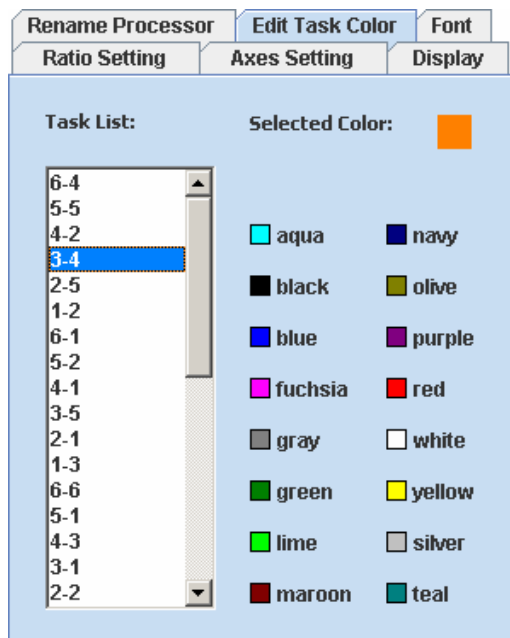 Rename Processor Edit Task Color Font
Ratio Setting Axes Setting Display
Task List:
Selected Color:
6-4
5-5
4-2
3-4
2-5
1-2
6-1
5-2
4-1
3-5
2-1
1-3
6-6
5-1
4-3
3-1
2-2
aqua navy
black olive
blue purple
fuchsia red
gray white
green yellow
lime silver
maroon teal